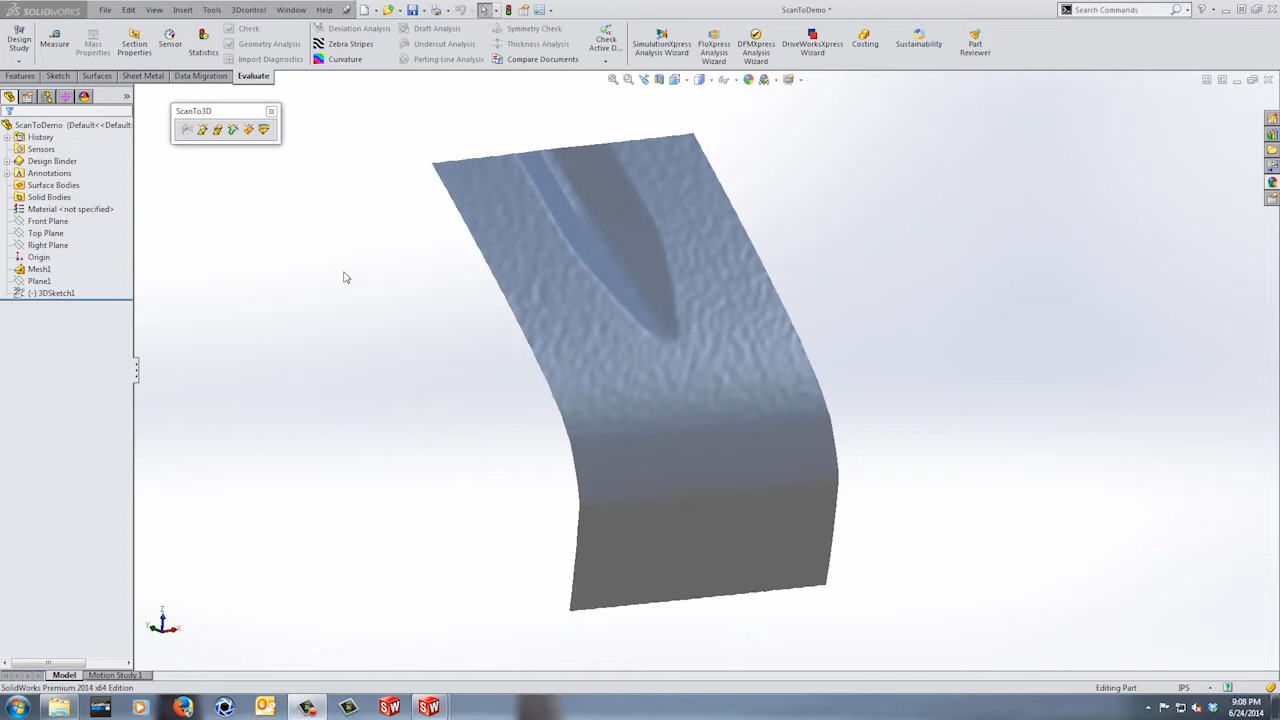 SOLIDWORKS File Edit View Insert Tools 3Dcontrol Window Help ScanToDemo * Search Commands
Design Study
Measure
Mass Properties
Section Properties
Sensor
Statistics
Check
Geometry Analysis
Import Diagnostics
Deviation Analysis
Zebra Stripes
Curvature
Draft Analysis
Undercut Analysis
Parting Line Analysis
Symmetry Check
Thickness Analysis
Compare Documents
Check Active D...
SimulationXpress Analysis Wizard
FloXpress Analysis Wizard
DFMXpress Analysis Wizard
DriveWorksXpress Wizard
Costing
Sustainability
Part Reviewer
Features Sketch Surfaces Sheet Metal Data Migration Evaluate
ScanTo3D
ScanToDemo (Default<<Default
History
Sensors
Design Binder
Annotations
Surface Bodies
Solid Bodies
Material <not specified>
Front Plane
Top Plane
Right Plane
Origin
Mesh1
Plane1
(-) 3DSketch1
Z
Y
X
Model Motion Study 1
SolidWorks Premium 2014 x64 Edition Editing Part IPS
9:08 PM
6/24/2014